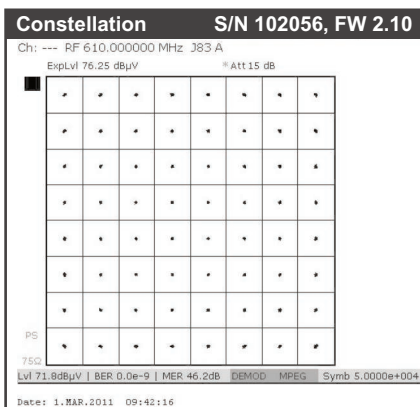 Constellation S/N 102056, FW 2.10
Ch: --- RF 610.000000 MHz J83 A
ExpLvl 76.25 dBµV *Att 15 dB
PS
75Ω
Lvl 71.8dBµV | BER 0.0e-9 | MER 46.2dB DEMOD MPEG Symb 5.0000e+004
Date: 1.MAR.2011 09:42:16